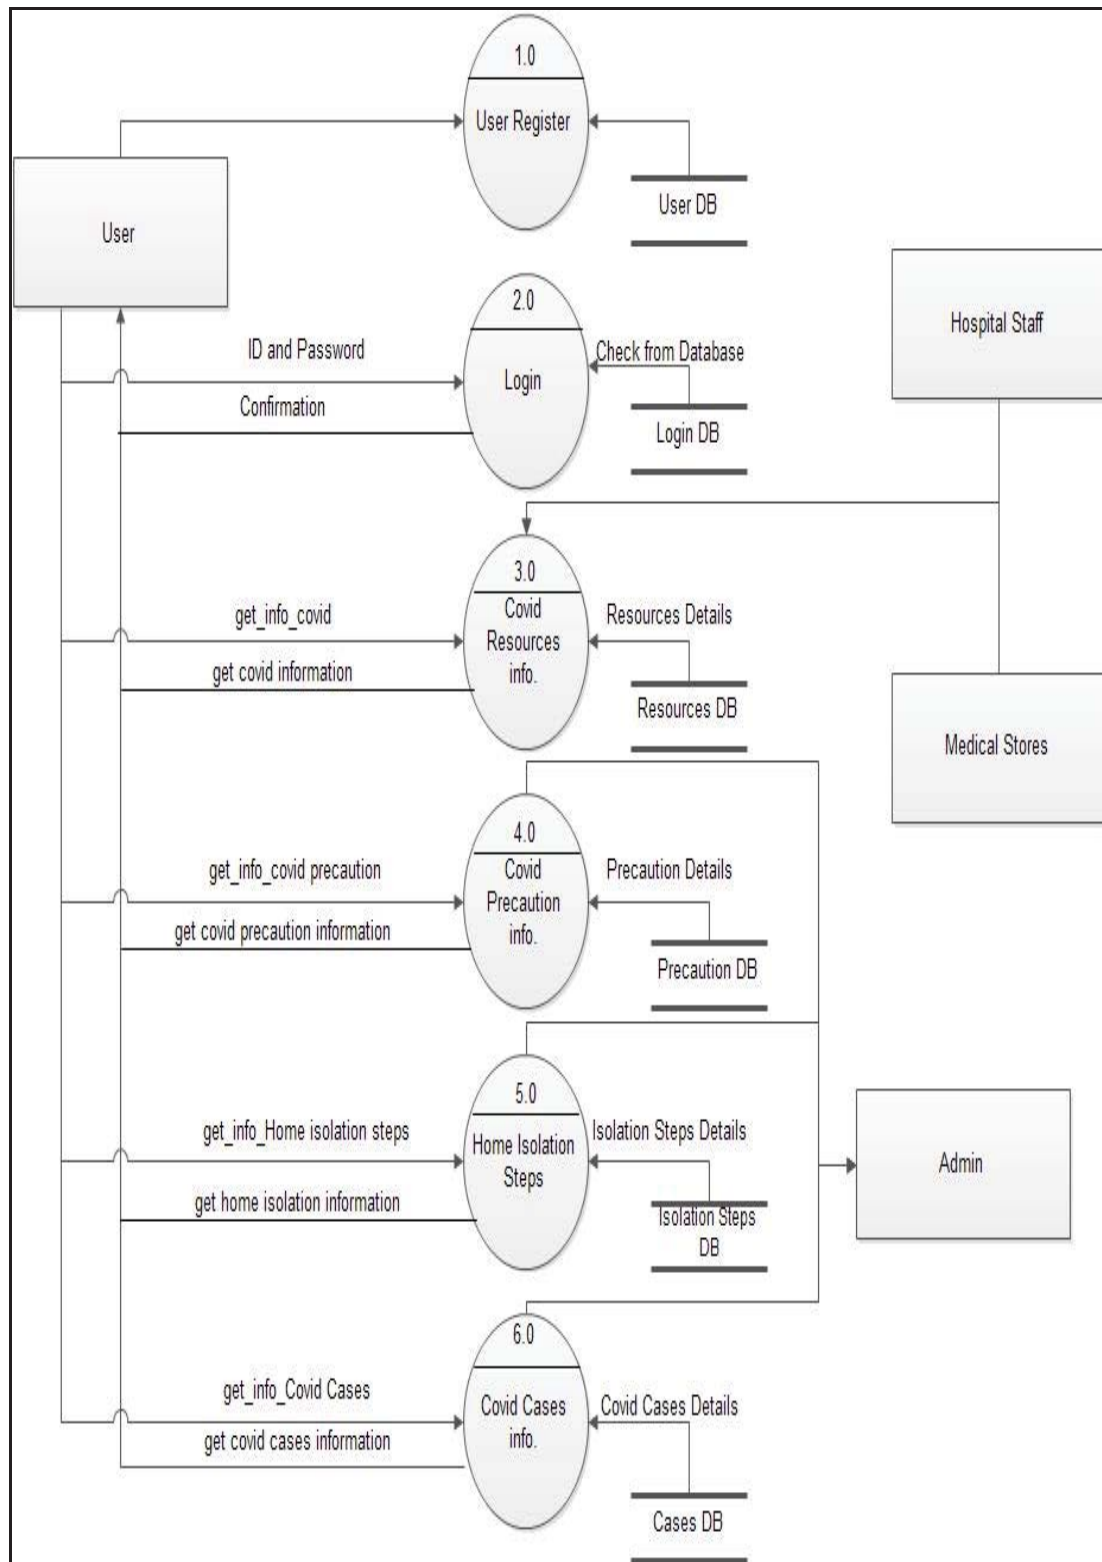 1.0
User Register
User DB
User
Hospital Staff
2.0
ID and Password
Check from Database
Login
Confirmation
Login DB
3.0
Covid
Resources
info.
get_info_covid
Resources Details
get covid information
Resources DB
Medical Stores
4.0
Covid
Precaution
info.
get_info_covid precaution
Precaution Details
get covid precaution information
Precaution DB
5.0
Home Isolation
Steps
get_info_Home isolation steps
Isolation Steps Details
get home isolation information
Isolation Steps
DB
Admin
6.0
Covid Cases
info.
get_info_Covid Cases
Covid Cases Details
get covid cases information
Cases DB